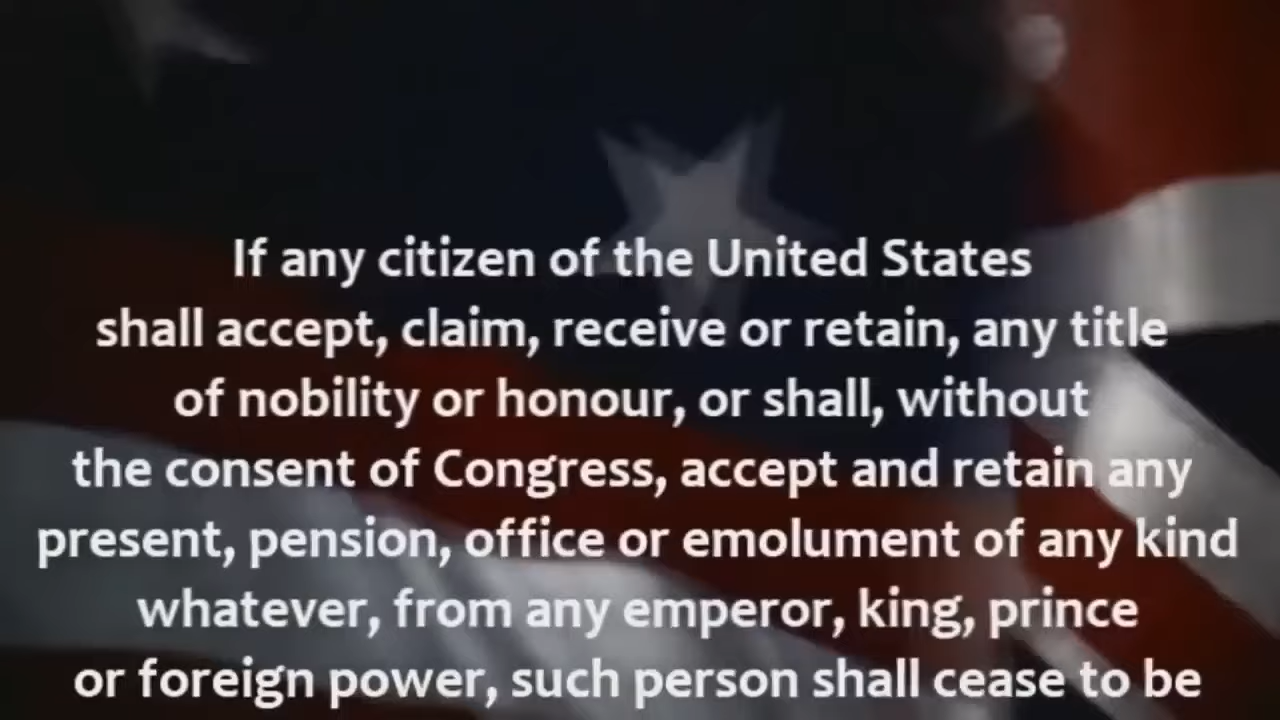 If any citizen of the United States
shall accept, claim, receive or retain, any title
of nobility or honour, or shall, without
the consent of Congress, accept and retain any
present, pension, office or emolument of any kind
whatever, from any emperor, king, prince
or foreign power, such person shall cease to be